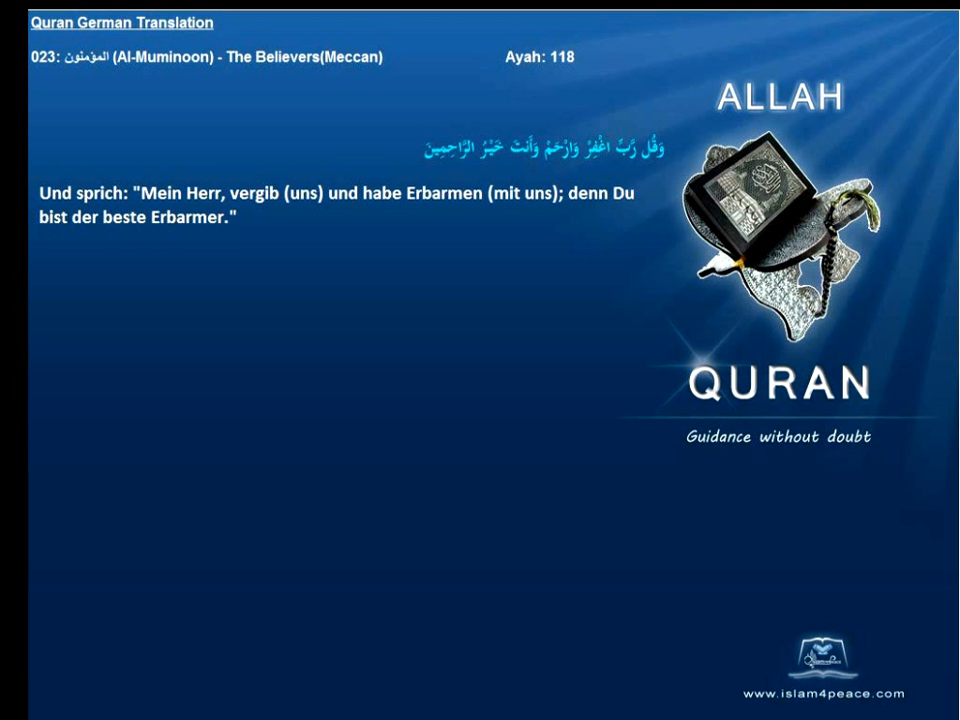 Quran German Translation
023: المؤمنون (Al-Muminoon) - The Believers(Meccan) Ayah: 118
ALLAH
وَقُل رَّبِّ اغْفِرْ وَارْحَمْ وَأَنتَ خَيْرُ الرَّاحِمِينَ
Und sprich: "Mein Herr, vergib (uns) und habe Erbarmen (mit uns); denn Du
bist der beste Erbarmer."
QURAN
Guidance without doubt
www.islam4peace.com